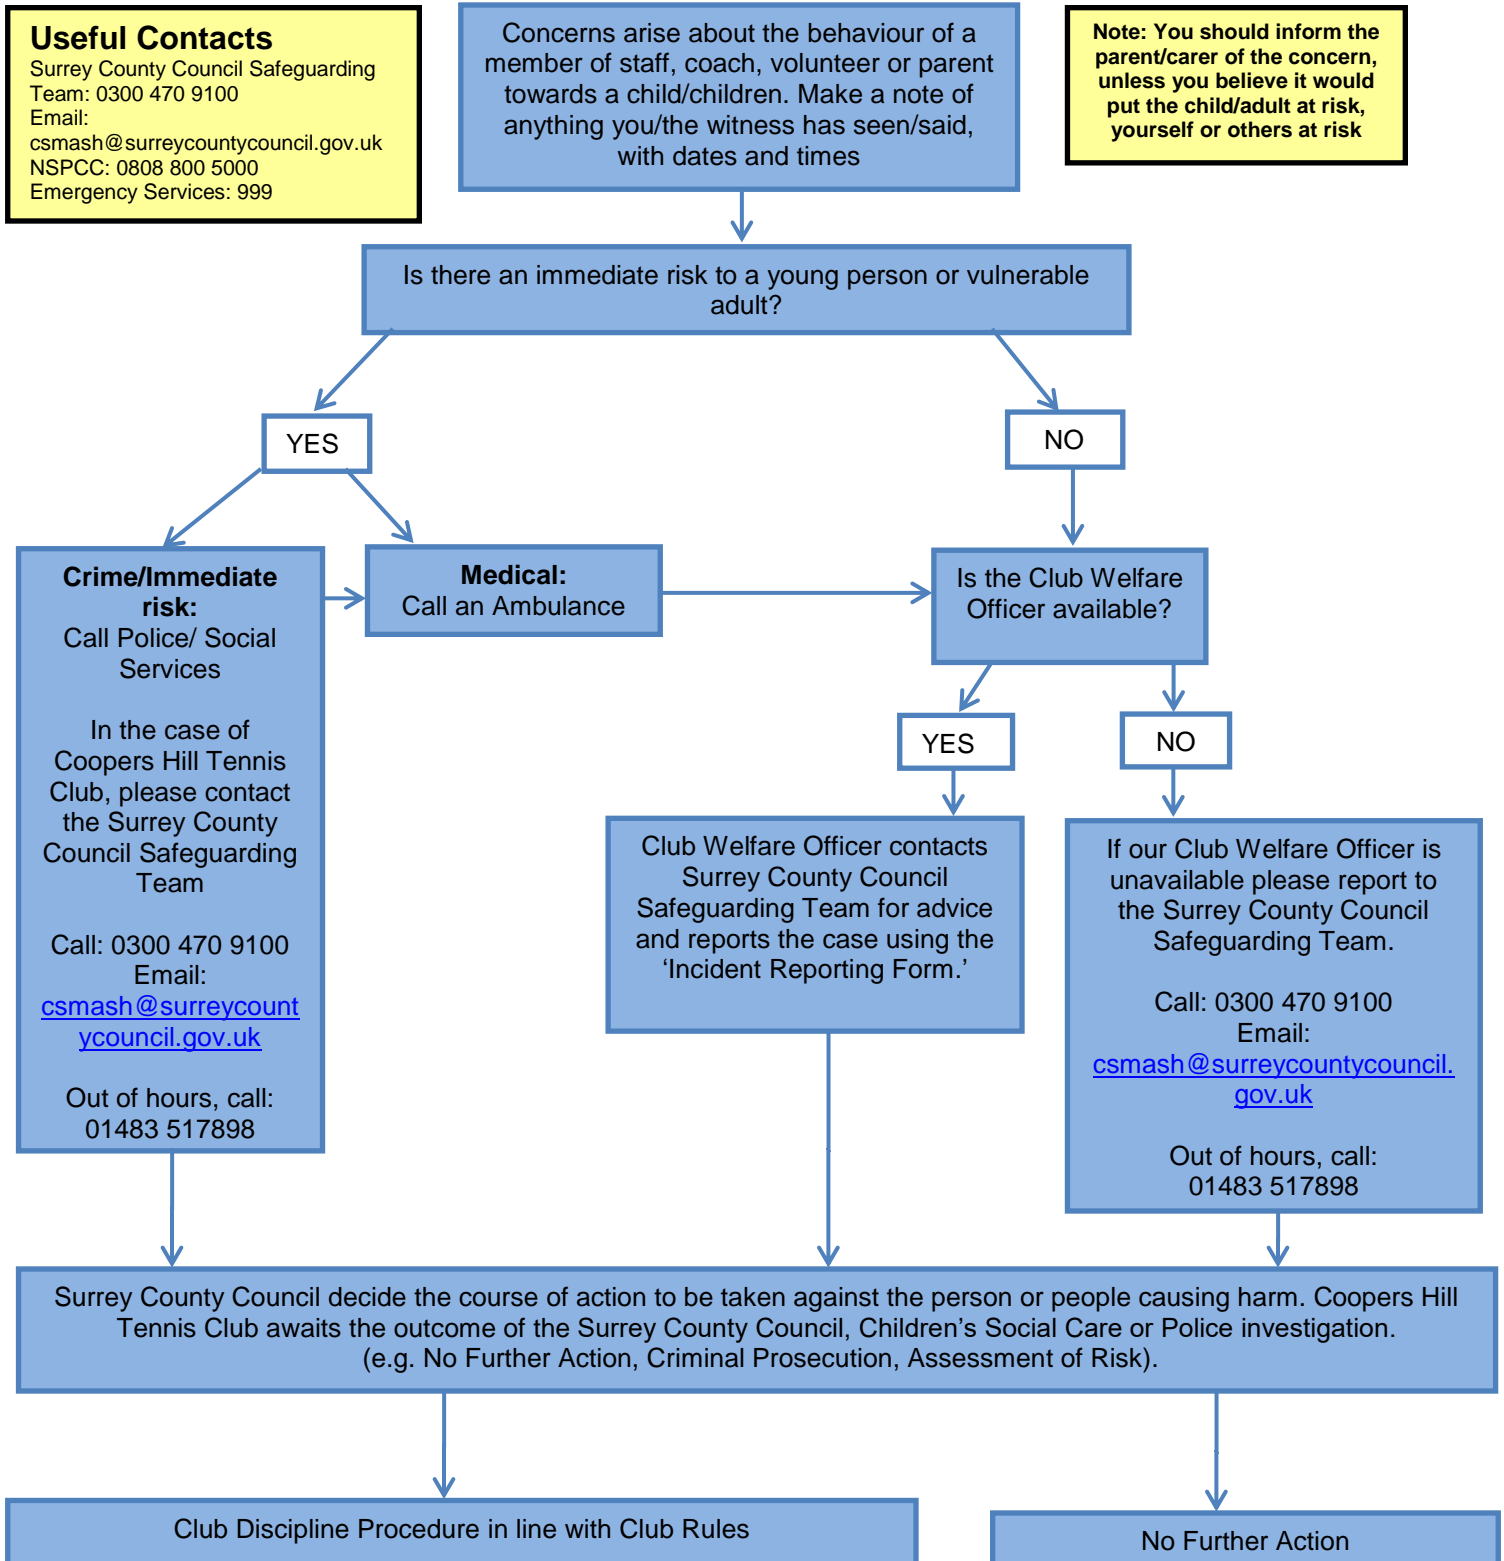 Useful Contacts
Surrey County Council Safeguarding
Team: 0300 470 9100
Email:
csmash@surreycountycouncil.gov.uk
NSPCC: 0808 800 5000
Emergency Services: 999
Concerns arise about the behaviour of a
member of staff, coach, volunteer or parent
towards a child/children. Make a note of
anything you/the witness has seen/said,
with dates and times
Note: You should inform the
parent/carer of the concern,
unless you believe it would
put the child/adult at risk,
yourself or others at risk
Is there an immediate risk to a young person or vulnerable
adult?
YES
NO
Crime/Immediate
risk:
Call Police/ Social
Services
In the case of
Coopers Hill Tennis
Club, please contact
the Surrey County
Council Safeguarding
Team
Call: 0300 470 9100
Email:
csmash@surreycount
ycouncil.gov.uk
Out of hours, call:
01483 517898
Medical:
Call an Ambulance
Is the Club Welfare
Officer available?
YES
NO
Club Welfare Officer contacts
Surrey County Council
Safeguarding Team for advice
and reports the case using the
‘Incident Reporting Form.’
If our Club Welfare Officer is
unavailable please report to
the Surrey County Council
Safeguarding Team.
Call: 0300 470 9100
Email:
csmash@surreycountycouncil.
gov.uk
Out of hours, call:
01483 517898
Surrey County Council decide the course of action to be taken against the person or people causing harm. Coopers Hill
Tennis Club awaits the outcome of the Surrey County Council, Children’s Social Care or Police investigation.
(e.g. No Further Action, Criminal Prosecution, Assessment of Risk).
Club Discipline Procedure in line with Club Rules
No Further Action